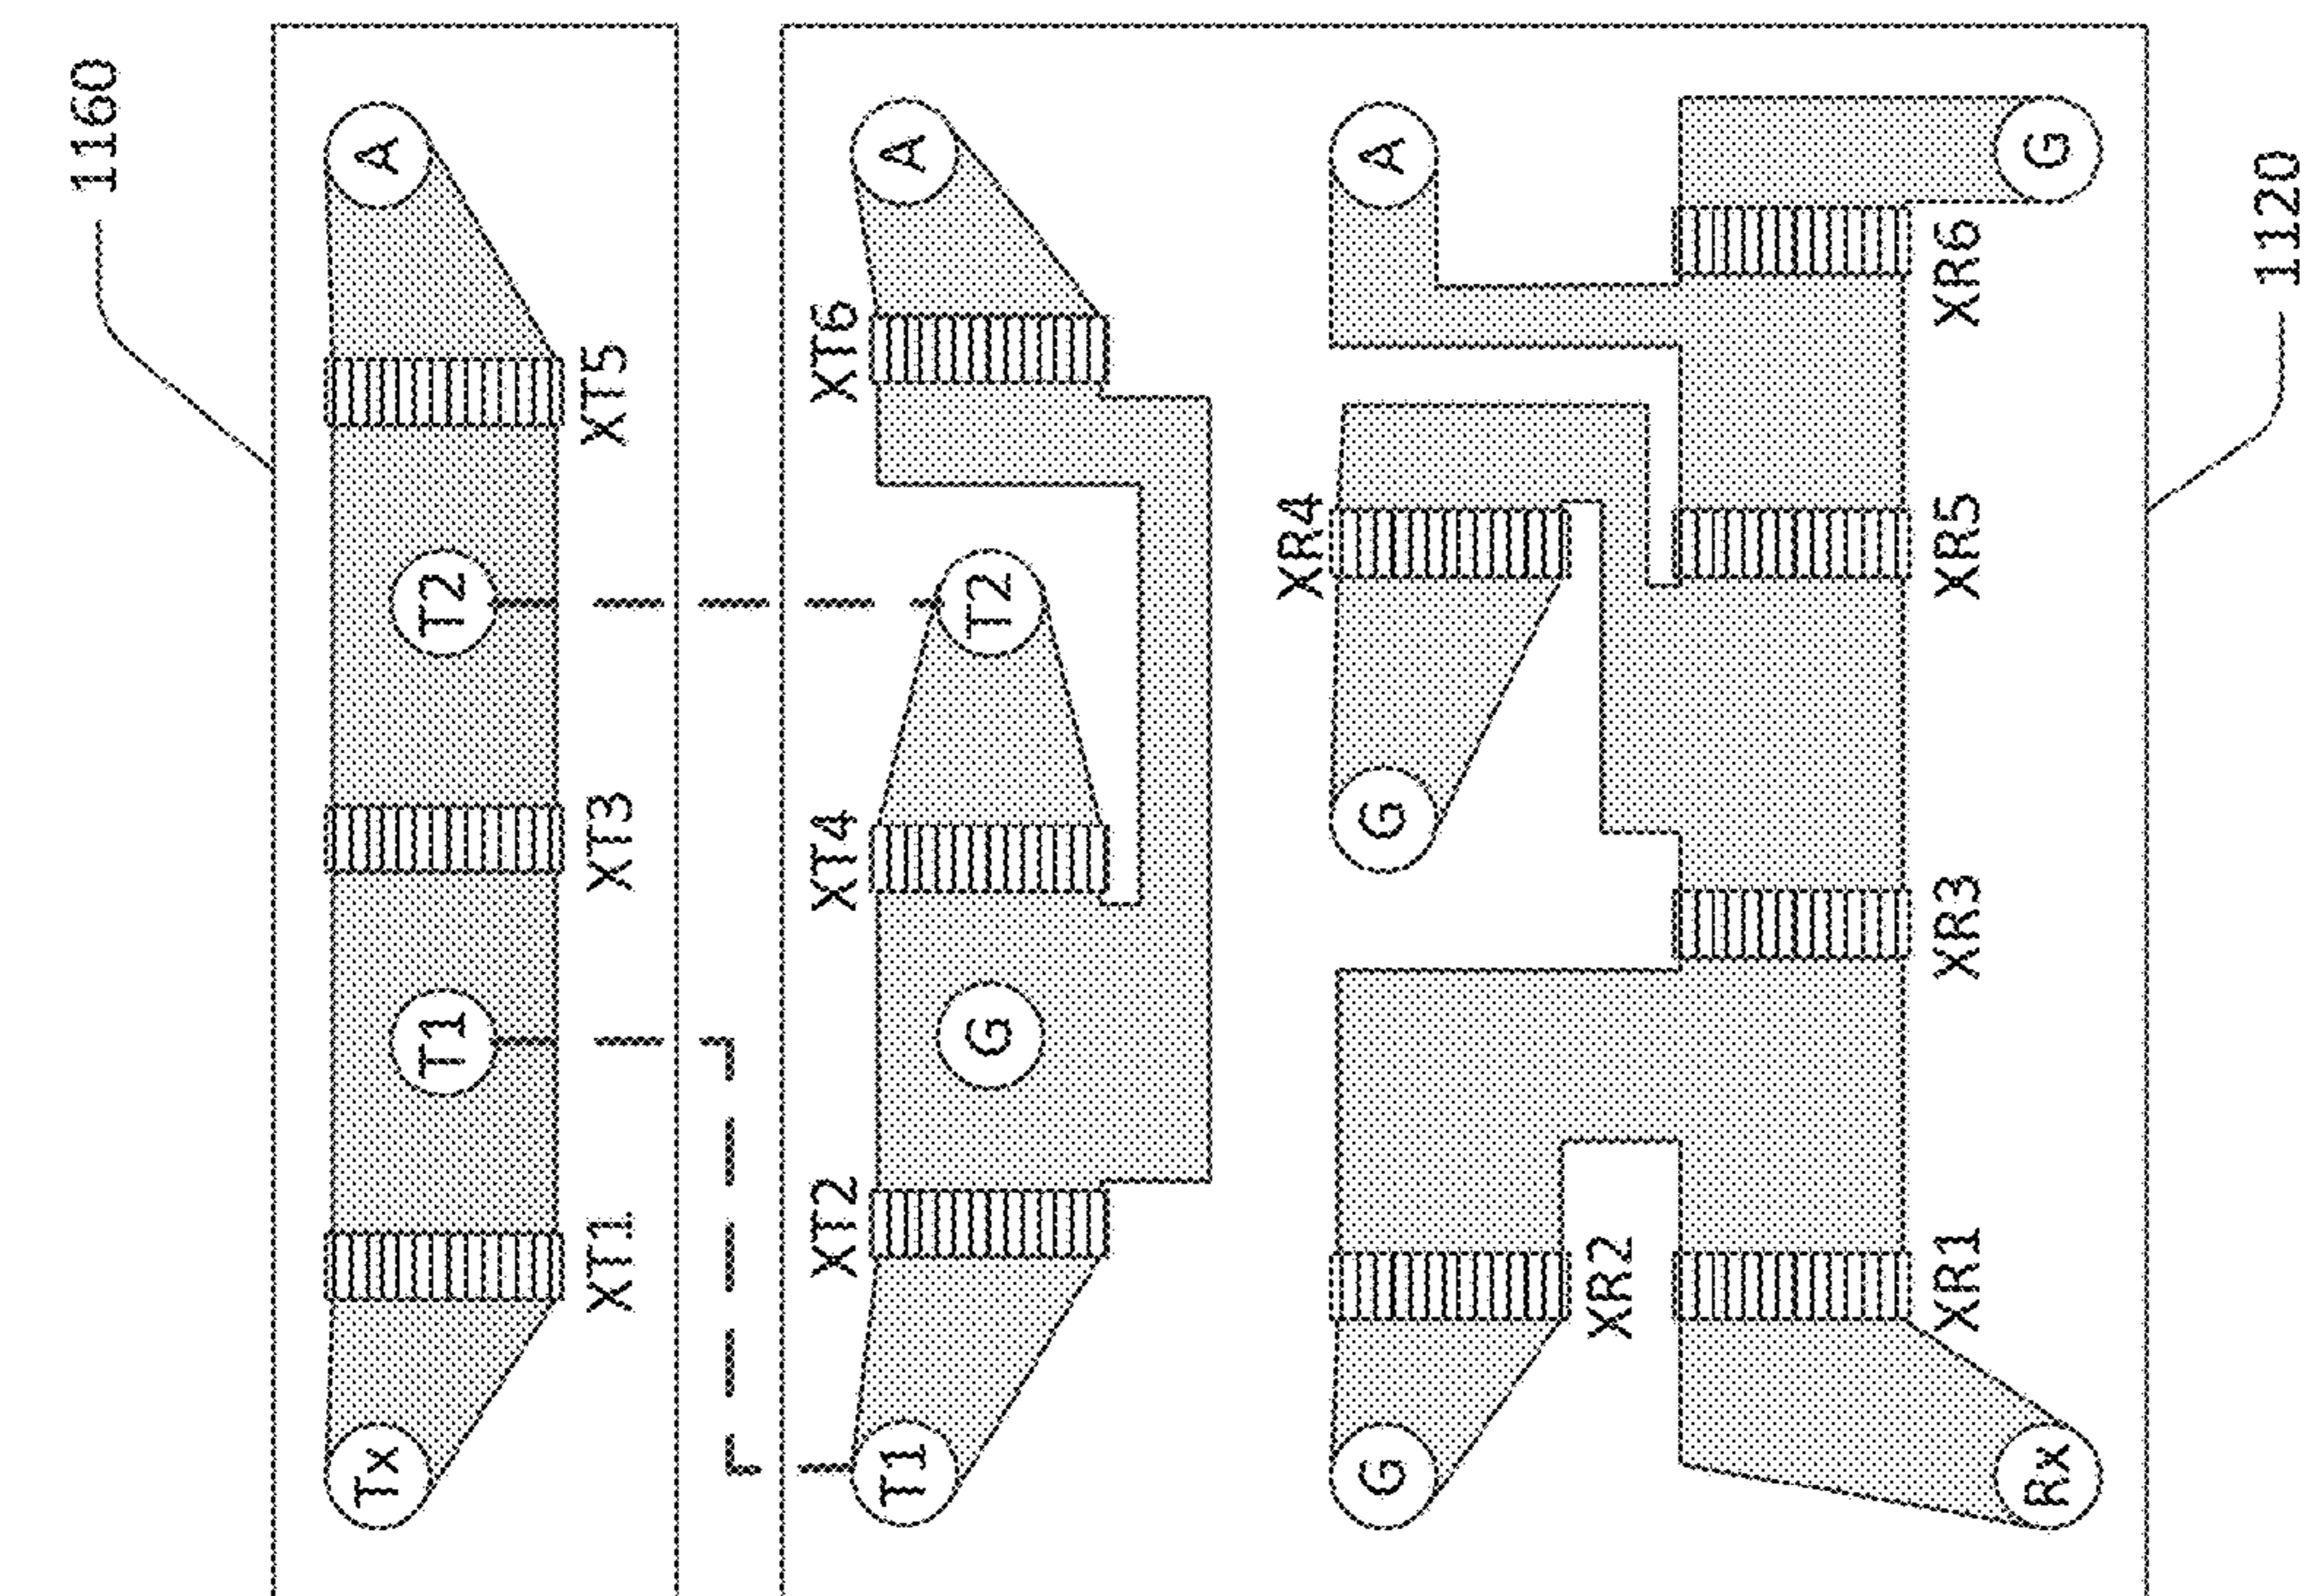 1160
Tx A
T1 T2
XT1 XT3 XT5
XT2 XT4 XT6
T1 A
G T2
XR4
G G A
XR2
XR1 XR3 XR5 XR6
Rx G
1120